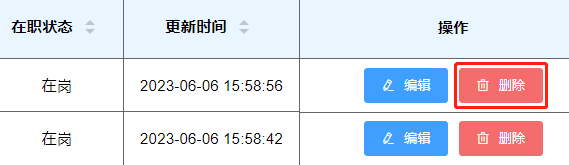 在职状态 更新时间 操作
在岗 2023-06-06 15:58:56 编辑 删除
在岗 2023-06-06 15:58:42 编辑 删除